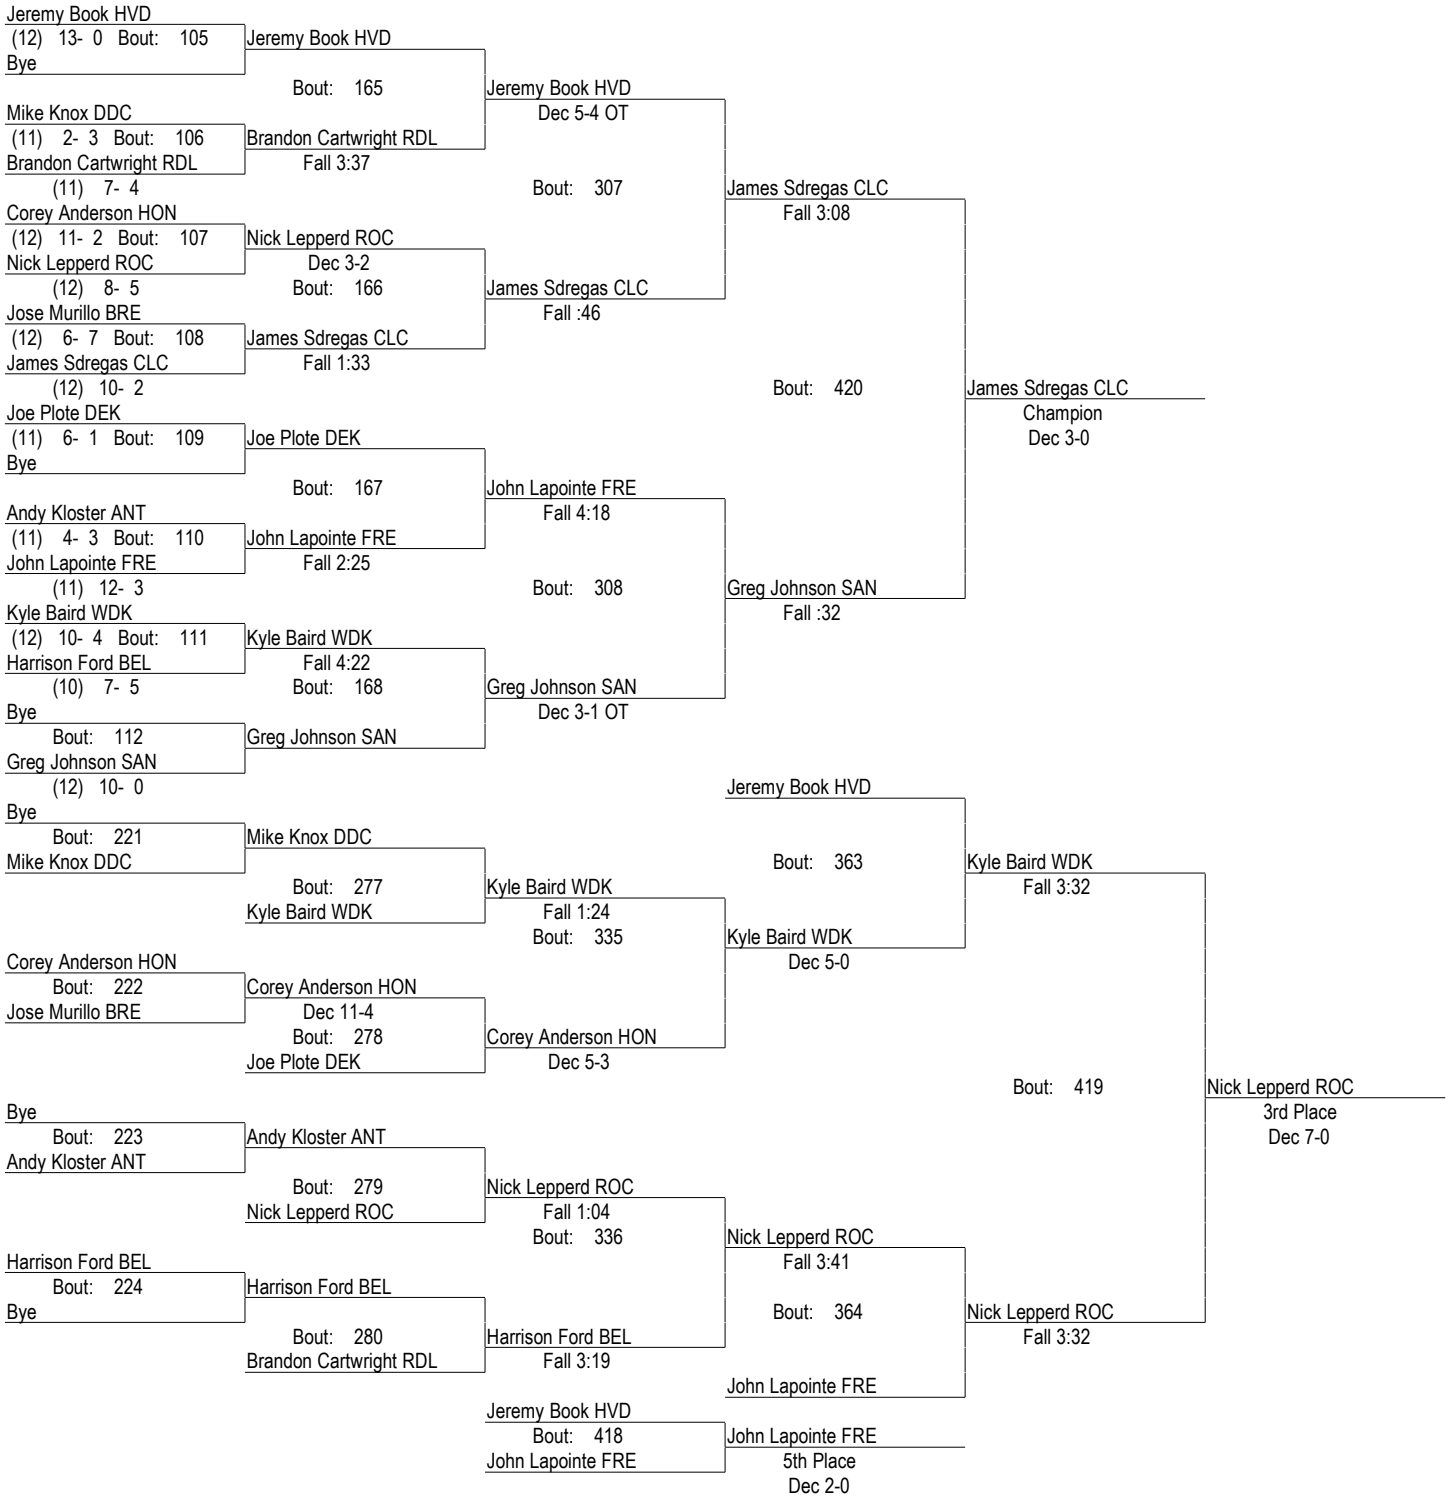 Jeremy Book HVD
(12) 13- 0 Bout: 105 Jeremy Book HVD
Bye
Bout: 165 Jeremy Book HVD
Mike Knox DDC Dec 5-4 OT
(11) 2- 3 Bout: 106 Brandon Cartwright RDL
Brandon Cartwright RDL Fall 3:37
(11) 7- 4 Bout: 307 James Sdregas CLC
Corey Anderson HON Fall 3:08
(12) 11- 2 Bout: 107 Nick Lepperd ROC
Nick Lepperd ROC Dec 3-2
(12) 8- 5 Bout: 166 James Sdregas CLC
Jose Murillo BRE Fall :46
(12) 6- 7 Bout: 108 James Sdregas CLC
James Sdregas CLC Fall 1:33
(12) 10- 2 Bout: 420 James Sdregas CLC
Joe Plote DEK Champion
(11) 6- 1 Bout: 109 Joe Plote DEK Dec 3-0
Bye
Bout: 167 John Lapointe FRE
Andy Kloster ANT Fall 4:18
(11) 4- 3 Bout: 110 John Lapointe FRE
John Lapointe FRE Fall 2:25
(11) 12- 3 Bout: 308 Greg Johnson SAN
Kyle Baird WDK Fall :32
(12) 10- 4 Bout: 111 Kyle Baird WDK
Harrison Ford BEL Fall 4:22
(10) 7- 5 Bout: 168 Greg Johnson SAN
Bye Dec 3-1 OT
Bout: 112 Greg Johnson SAN
Greg Johnson SAN
(12) 10- 0 Jeremy Book HVD
Bye
Bout: 221 Mike Knox DDC
Mike Knox DDC Bout: 363 Kyle Baird WDK
Bout: 277 Kyle Baird WDK Fall 3:32
Kyle Baird WDK Fall 1:24
Bout: 335 Kyle Baird WDK
Corey Anderson HON Dec 5-0
Bout: 222 Corey Anderson HON
Jose Murillo BRE Dec 11-4
Bout: 278 Corey Anderson HON
Joe Plote DEK Dec 5-3
Bout: 419 Nick Lepperd ROC
Bye 3rd Place
Bout: 223 Andy Kloster ANT Dec 7-0
Andy Kloster ANT
Bout: 279 Nick Lepperd ROC
Nick Lepperd ROC Fall 1:04
Bout: 336 Nick Lepperd ROC
Harrison Ford BEL Fall 3:41
Bout: 224 Harrison Ford BEL
Bye Bout: 364 Nick Lepperd ROC
Bout: 280 Harrison Ford BEL Fall 3:32
Brandon Cartwright RDL Fall 3:19
John Lapointe FRE
Jeremy Book HVD
Bout: 418 John Lapointe FRE
John Lapointe FRE 5th Place
Dec 2-0